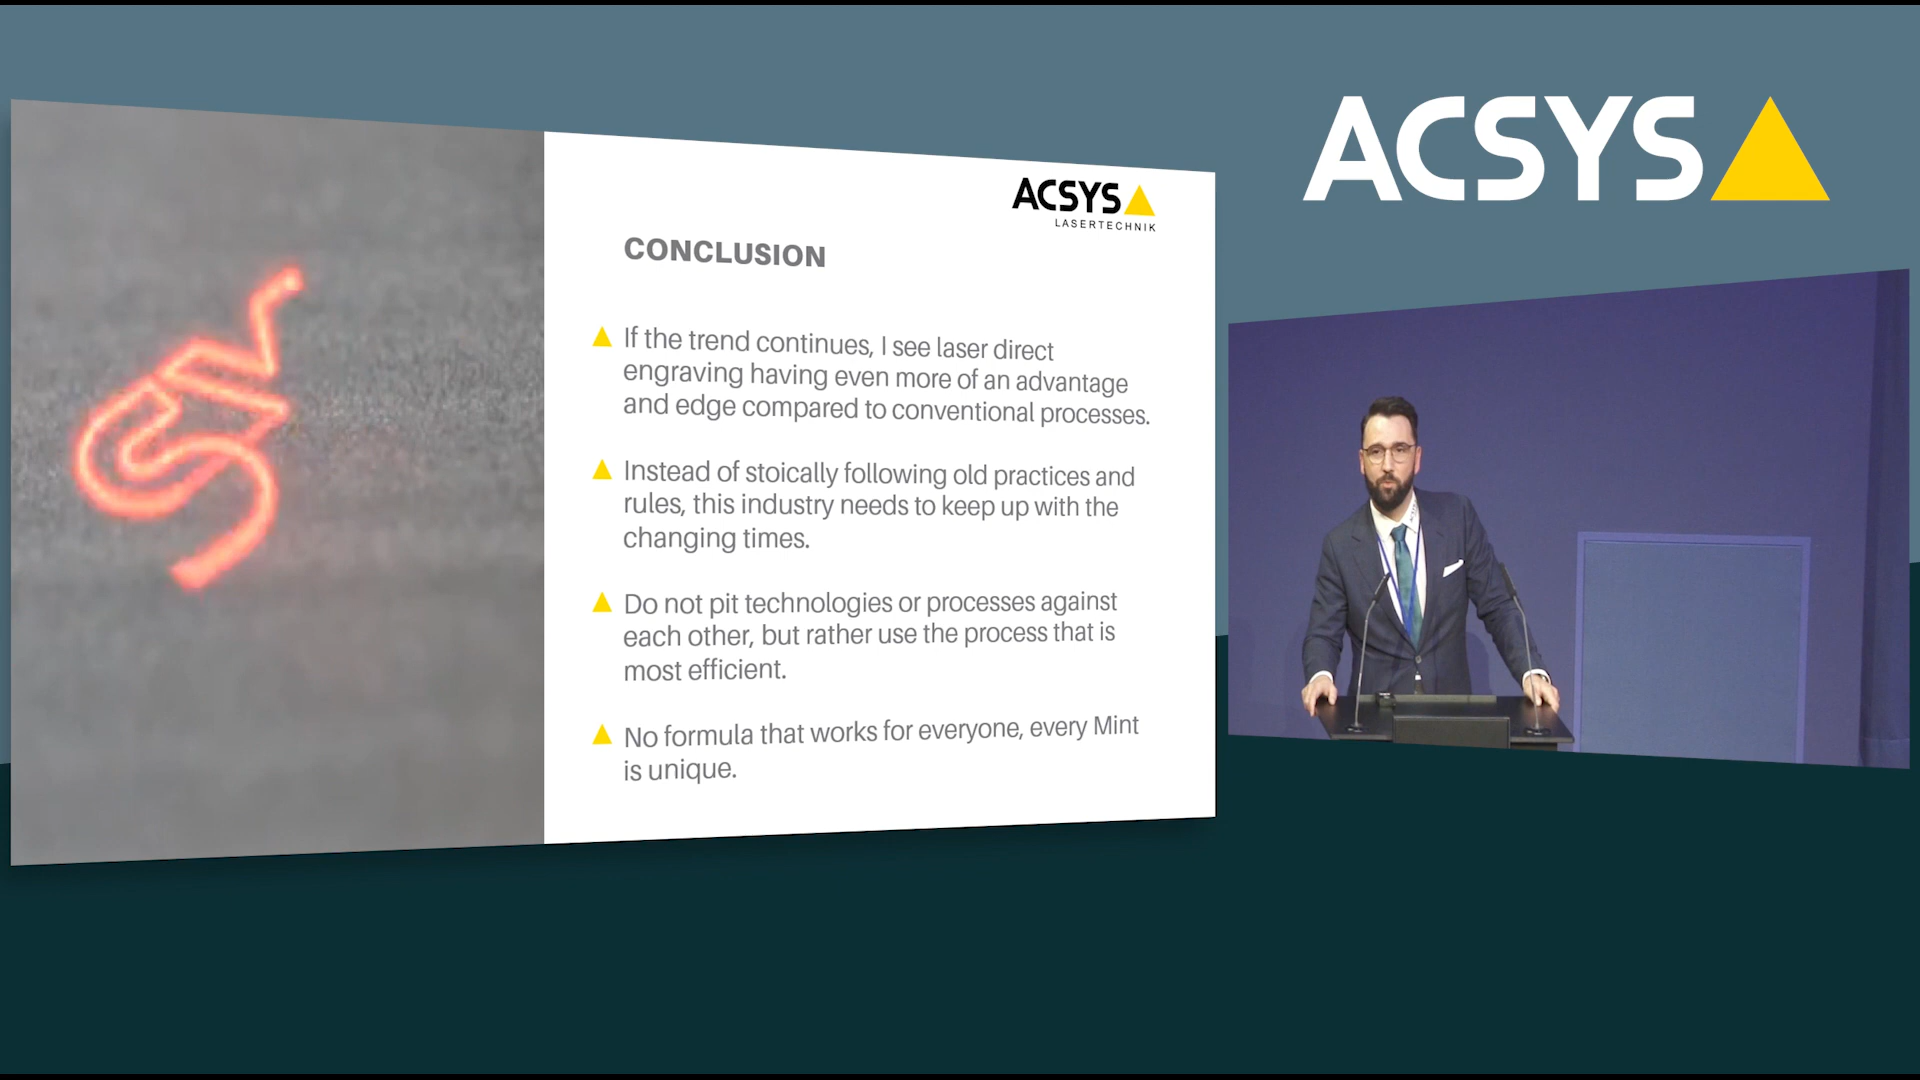 ACSYS
ACSYS
LASERTECHNIK
CONCLUSION
If the trend continues, I see laser direct
engraving having even more of an advantage
and edge compared to conventional processes.
Instead of stoically following old practices and
rules, this industry needs to keep up with the
changing times.
Do not pit technologies or processes against
each other, but rather use the process that is
most efficient.
No formula that works for everyone, every Mint
is unique.